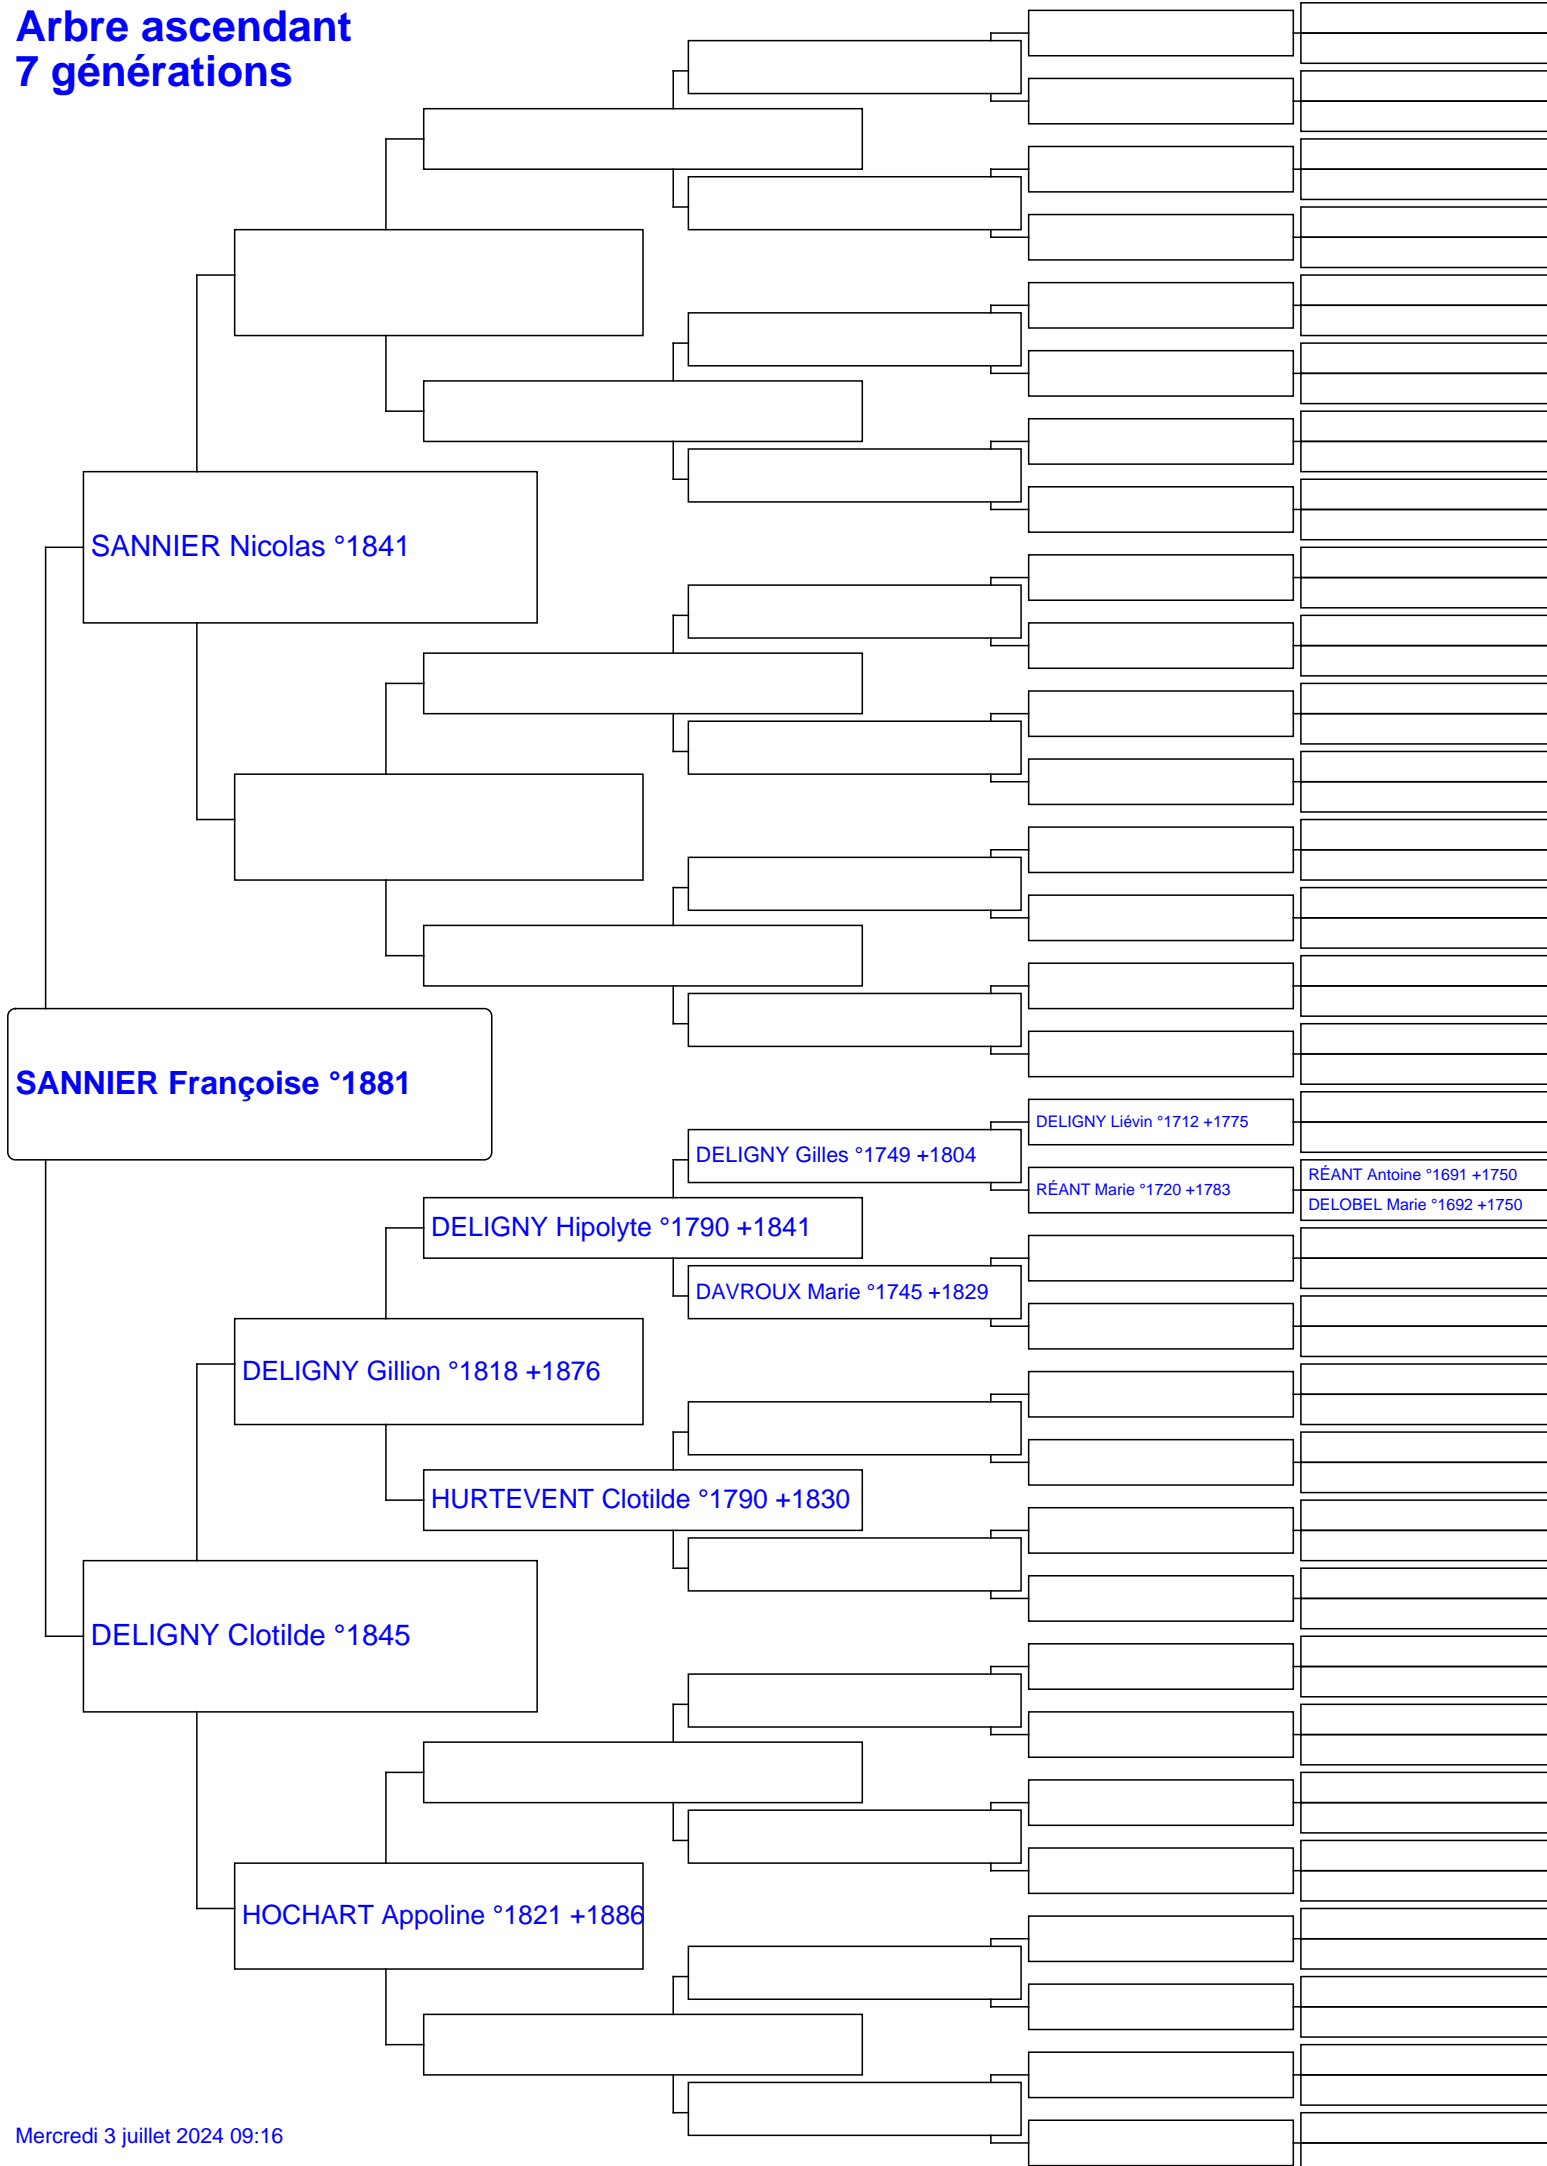 Arbre ascendant
7 générations
SANNIER Nicolas °1841
SANNIER Françoise °1881
DELIGNY Liévin °1712 +1775
DELIGNY Gilles °1749 +1804
RÉANT Antoine °1691 +1750
RÉANT Marie °1720 +1783
DELOBEL Marie °1692 +1750
DELIGNY Hipolyte °1790 +1841
DAVROUX Marie °1745 +1829
DELIGNY Gillion °1818 +1876
HURTEVENT Clotilde °1790 +1830
DELIGNY Clotilde °1845
HOCHART Appoline °1821 +1886
Mercredi 3 juillet 2024 09:16